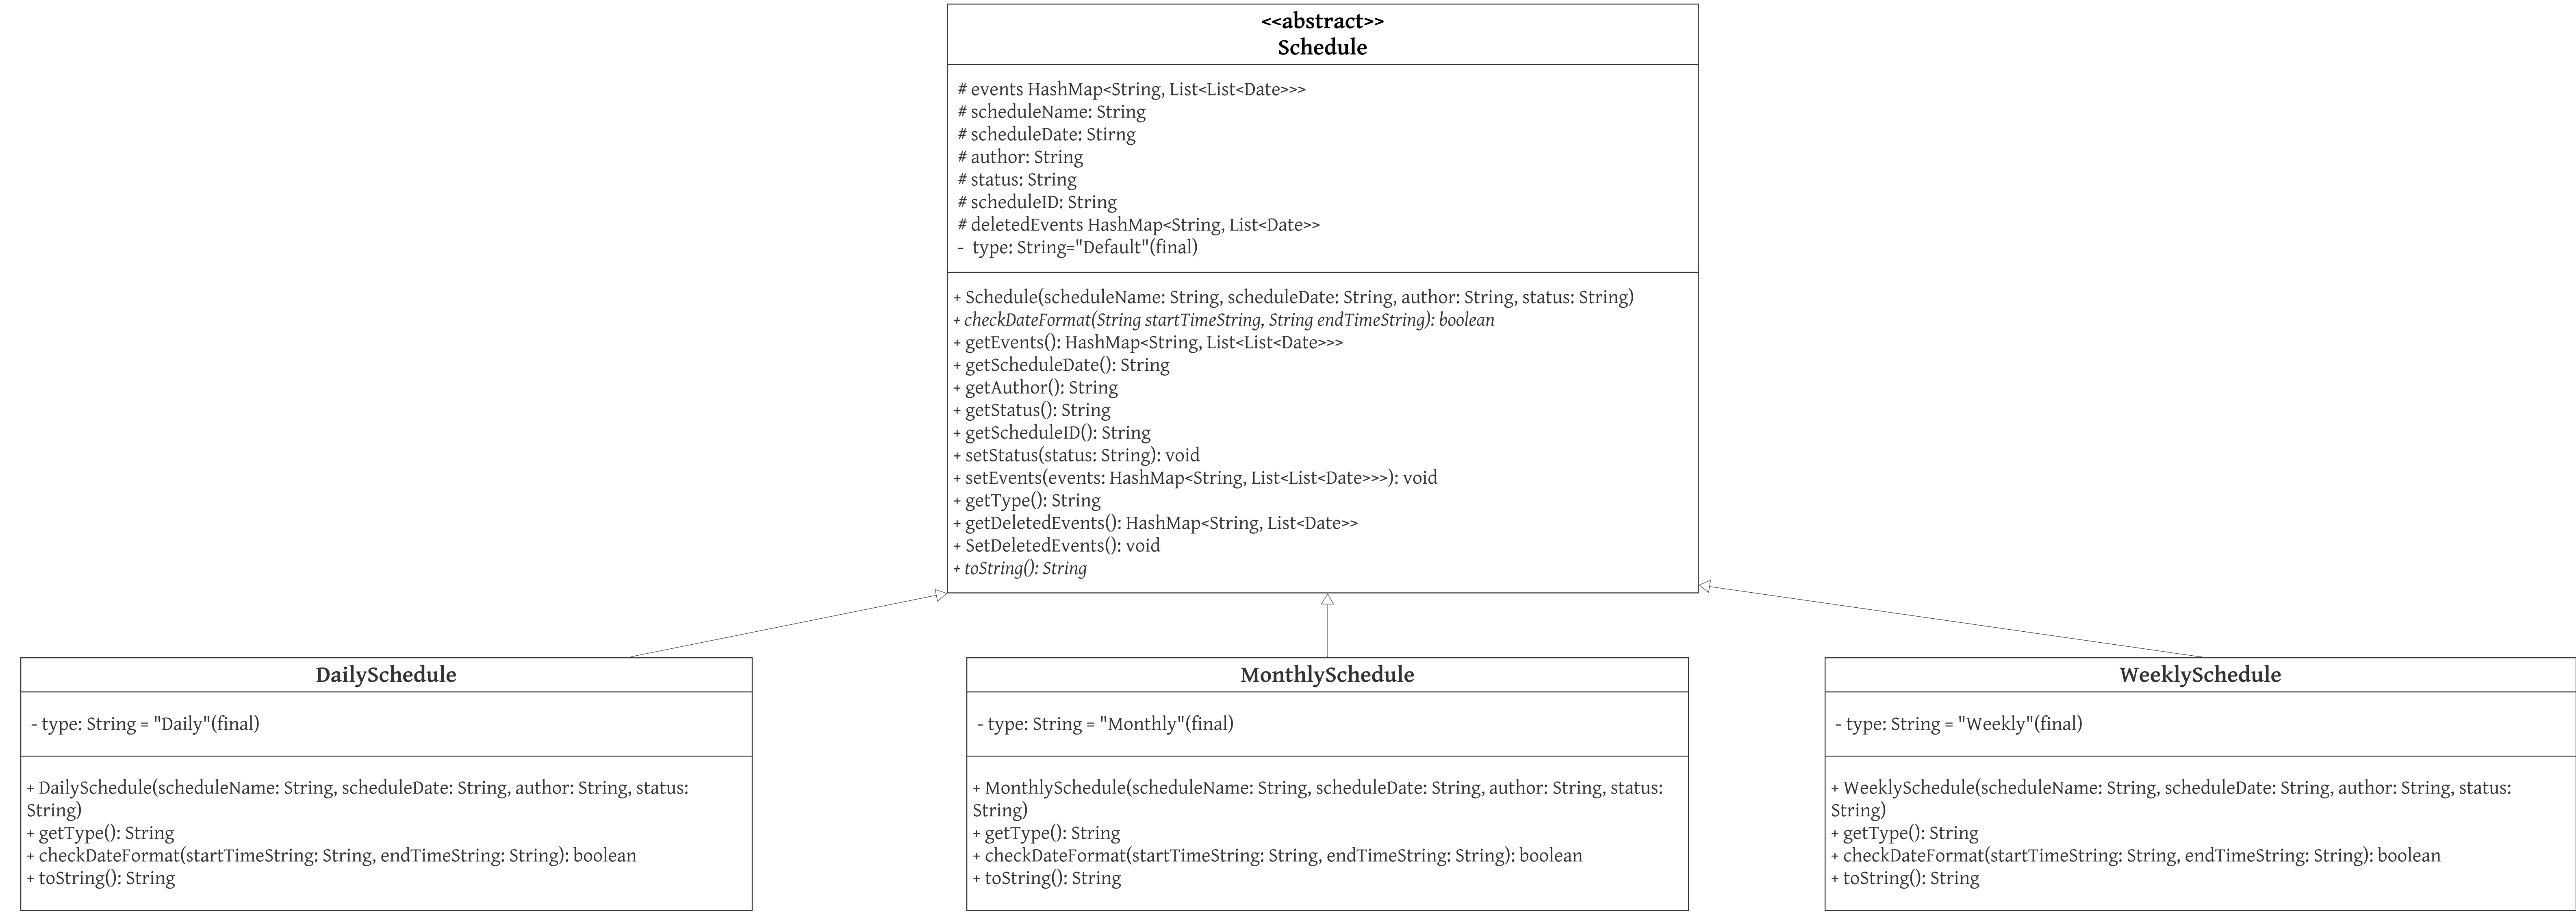 <<abstract>>
Schedule
# events HashMap<String, List<List<Date>>>
# scheduleName: String
# scheduleDate: Stirng
# author: String
# status: String
# scheduleID: String
# deletedEvents HashMap<String, List<Date>>
- type: String="Default"(final)
+ Schedule(scheduleName: String, scheduleDate: String, author: String, status: String)
+ checkDateFormat(String startTimeString, String endTimeString): boolean
+ getEvents(): HashMap<String, List<List<Date>>>
+ getScheduleDate(): String
+ getAuthor(): String
+ getStatus(): String
+ getScheduleID(): String
+ setStatus(status: String): void
+ setEvents(events: HashMap<String, List<List<Date>>>): void
+ getType(): String
+ getDeletedEvents(): HashMap<String, List<Date>>
+ SetDeletedEvents(): void
+ toString(): String
DailySchedule
- type: String = "Daily"(final)
+ DailySchedule(scheduleName: String, scheduleDate: String, author: String, status:
String)
+ getType(): String
+ checkDateFormat(startTimeString: String, endTimeString: String): boolean
+ toString(): String
MonthlySchedule
- type: String = "Monthly"(final)
+ MonthlySchedule(scheduleName: String, scheduleDate: String, author: String, status:
String)
+ getType(): String
+ checkDateFormat(startTimeString: String, endTimeString: String): boolean
+ toString(): String
WeeklySchedule
- type: String = "Weekly"(final)
+ WeeklySchedule(scheduleName: String, scheduleDate: String, author: String, status:
String)
+ getType(): String
+ checkDateFormat(startTimeString: String, endTimeString: String): boolean
+ toString(): String